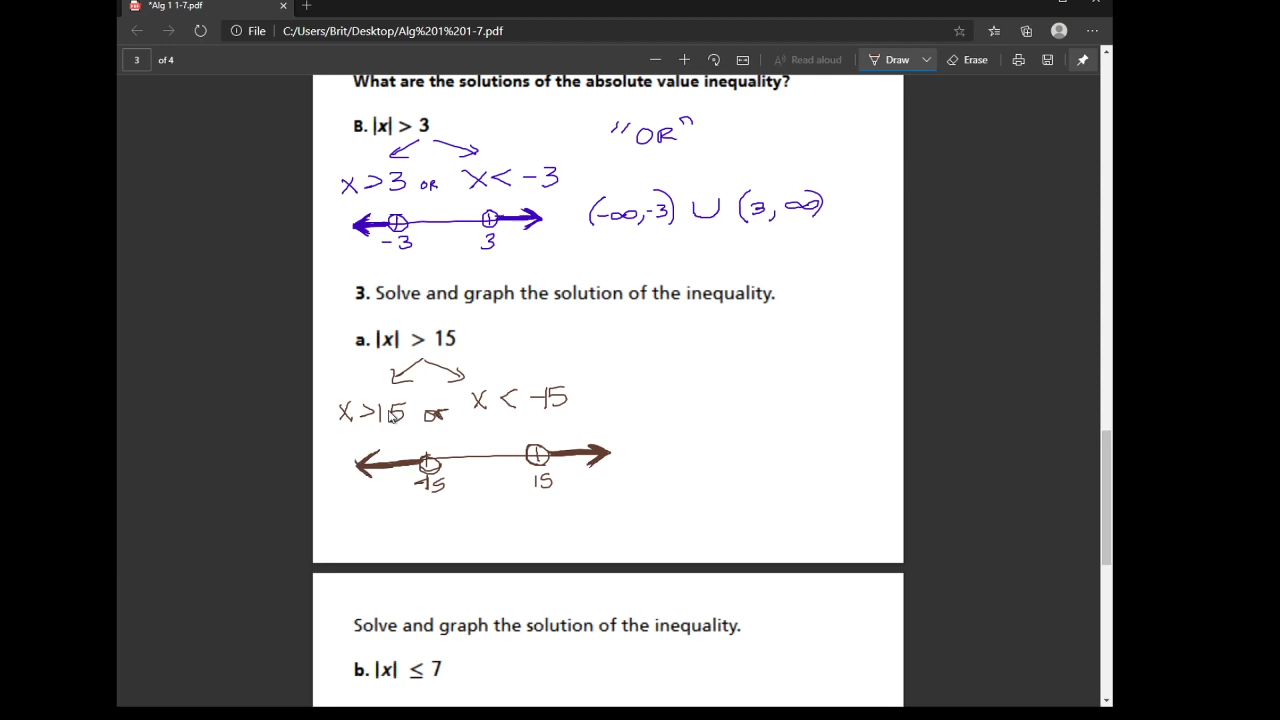 *Alg 1 1-7.pdf
File C:/Users/Brit/Desktop/Alg%201%201-7.pdf
3 of 4 Read aloud Draw Erase
What are the solutions of the absolute value inequality?
B. |x| > 3
"OR"
x > 3 OR x < -3
-3 3
(-∞,-3) ∪ (3, ∞)
3. Solve and graph the solution of the inequality.
a. |x| > 15
x > 15 or x < -15
-15 15
Solve and graph the solution of the inequality.
b. |x| ≤ 7